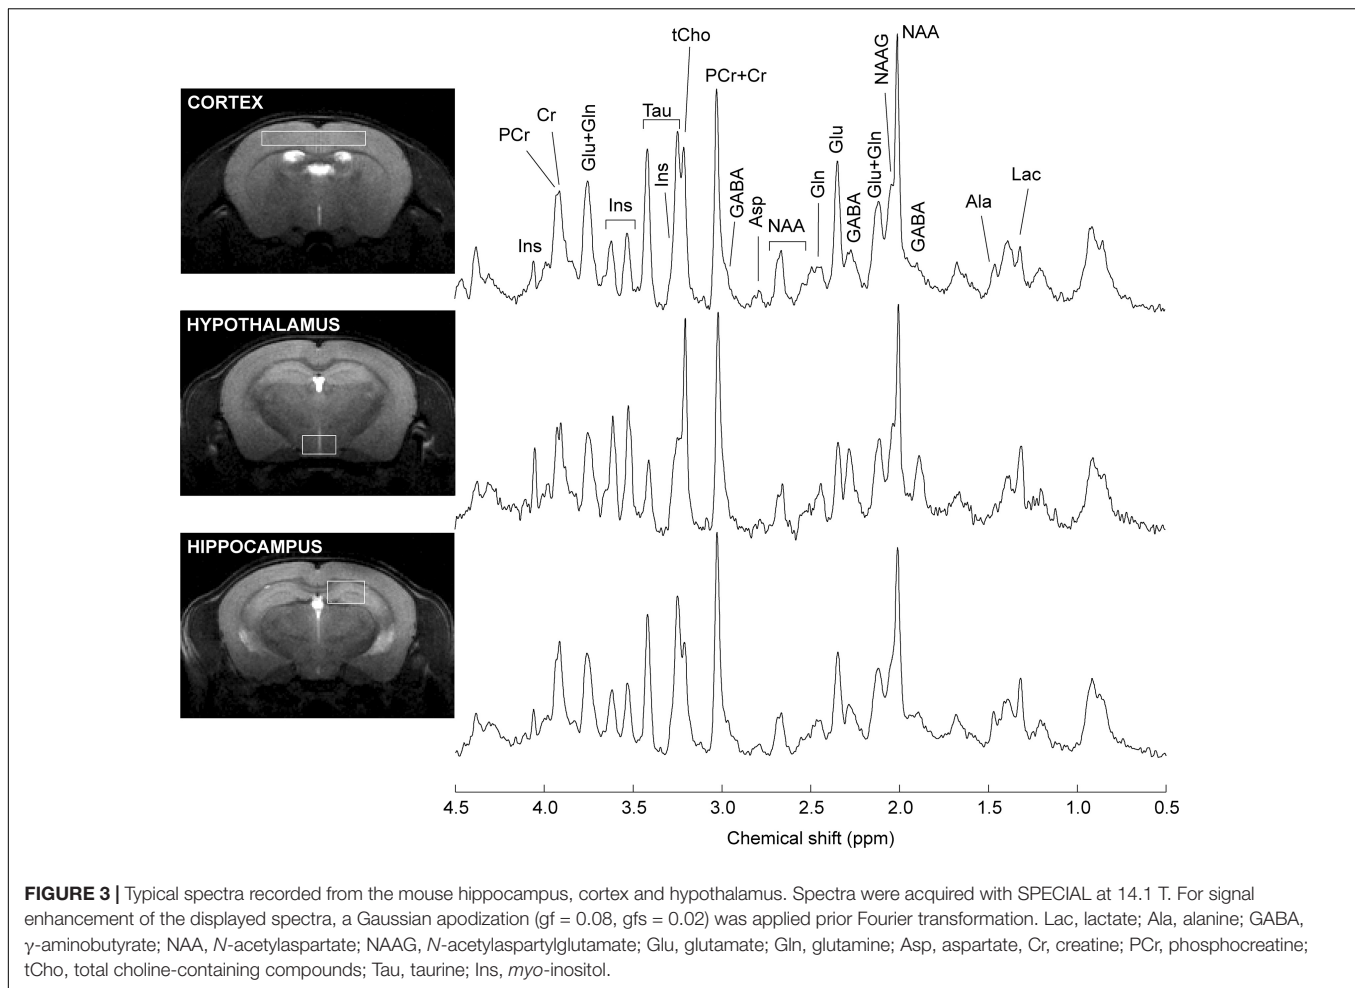 tCho
NAAG
NAA
CORTEX
PCr+Cr
Cr
Tau
PCr
Glu+Gln
Ins
Ins
Ins
GABA
Asp
NAA
Gln
Glu
GABA
Glu+Gln
GABA
Ala
Lac
HYPOTHALAMUS
HIPPOCAMPUS
4.5 4.0 3.5 3.0 2.5 2.0 1.5 1.0 0.5
Chemical shift (ppm)
FIGURE 3 | Typical spectra recorded from the mouse hippocampus, cortex and hypothalamus. Spectra were acquired with SPECIAL at 14.1 T. For signal
enhancement of the displayed spectra, a Gaussian apodization (gf = 0.08, gfs = 0.02) was applied prior Fourier transformation. Lac, lactate; Ala, alanine; GABA,
γ-aminobutyrate; NAA, N-acetylaspartate; NAAG, N-acetylaspartylglutamate; Glu, glutamate; Gln, glutamine; Asp, aspartate, Cr, creatine; PCr, phosphocreatine;
tCho, total choline-containing compounds; Tau, taurine; Ins, myo-inositol.